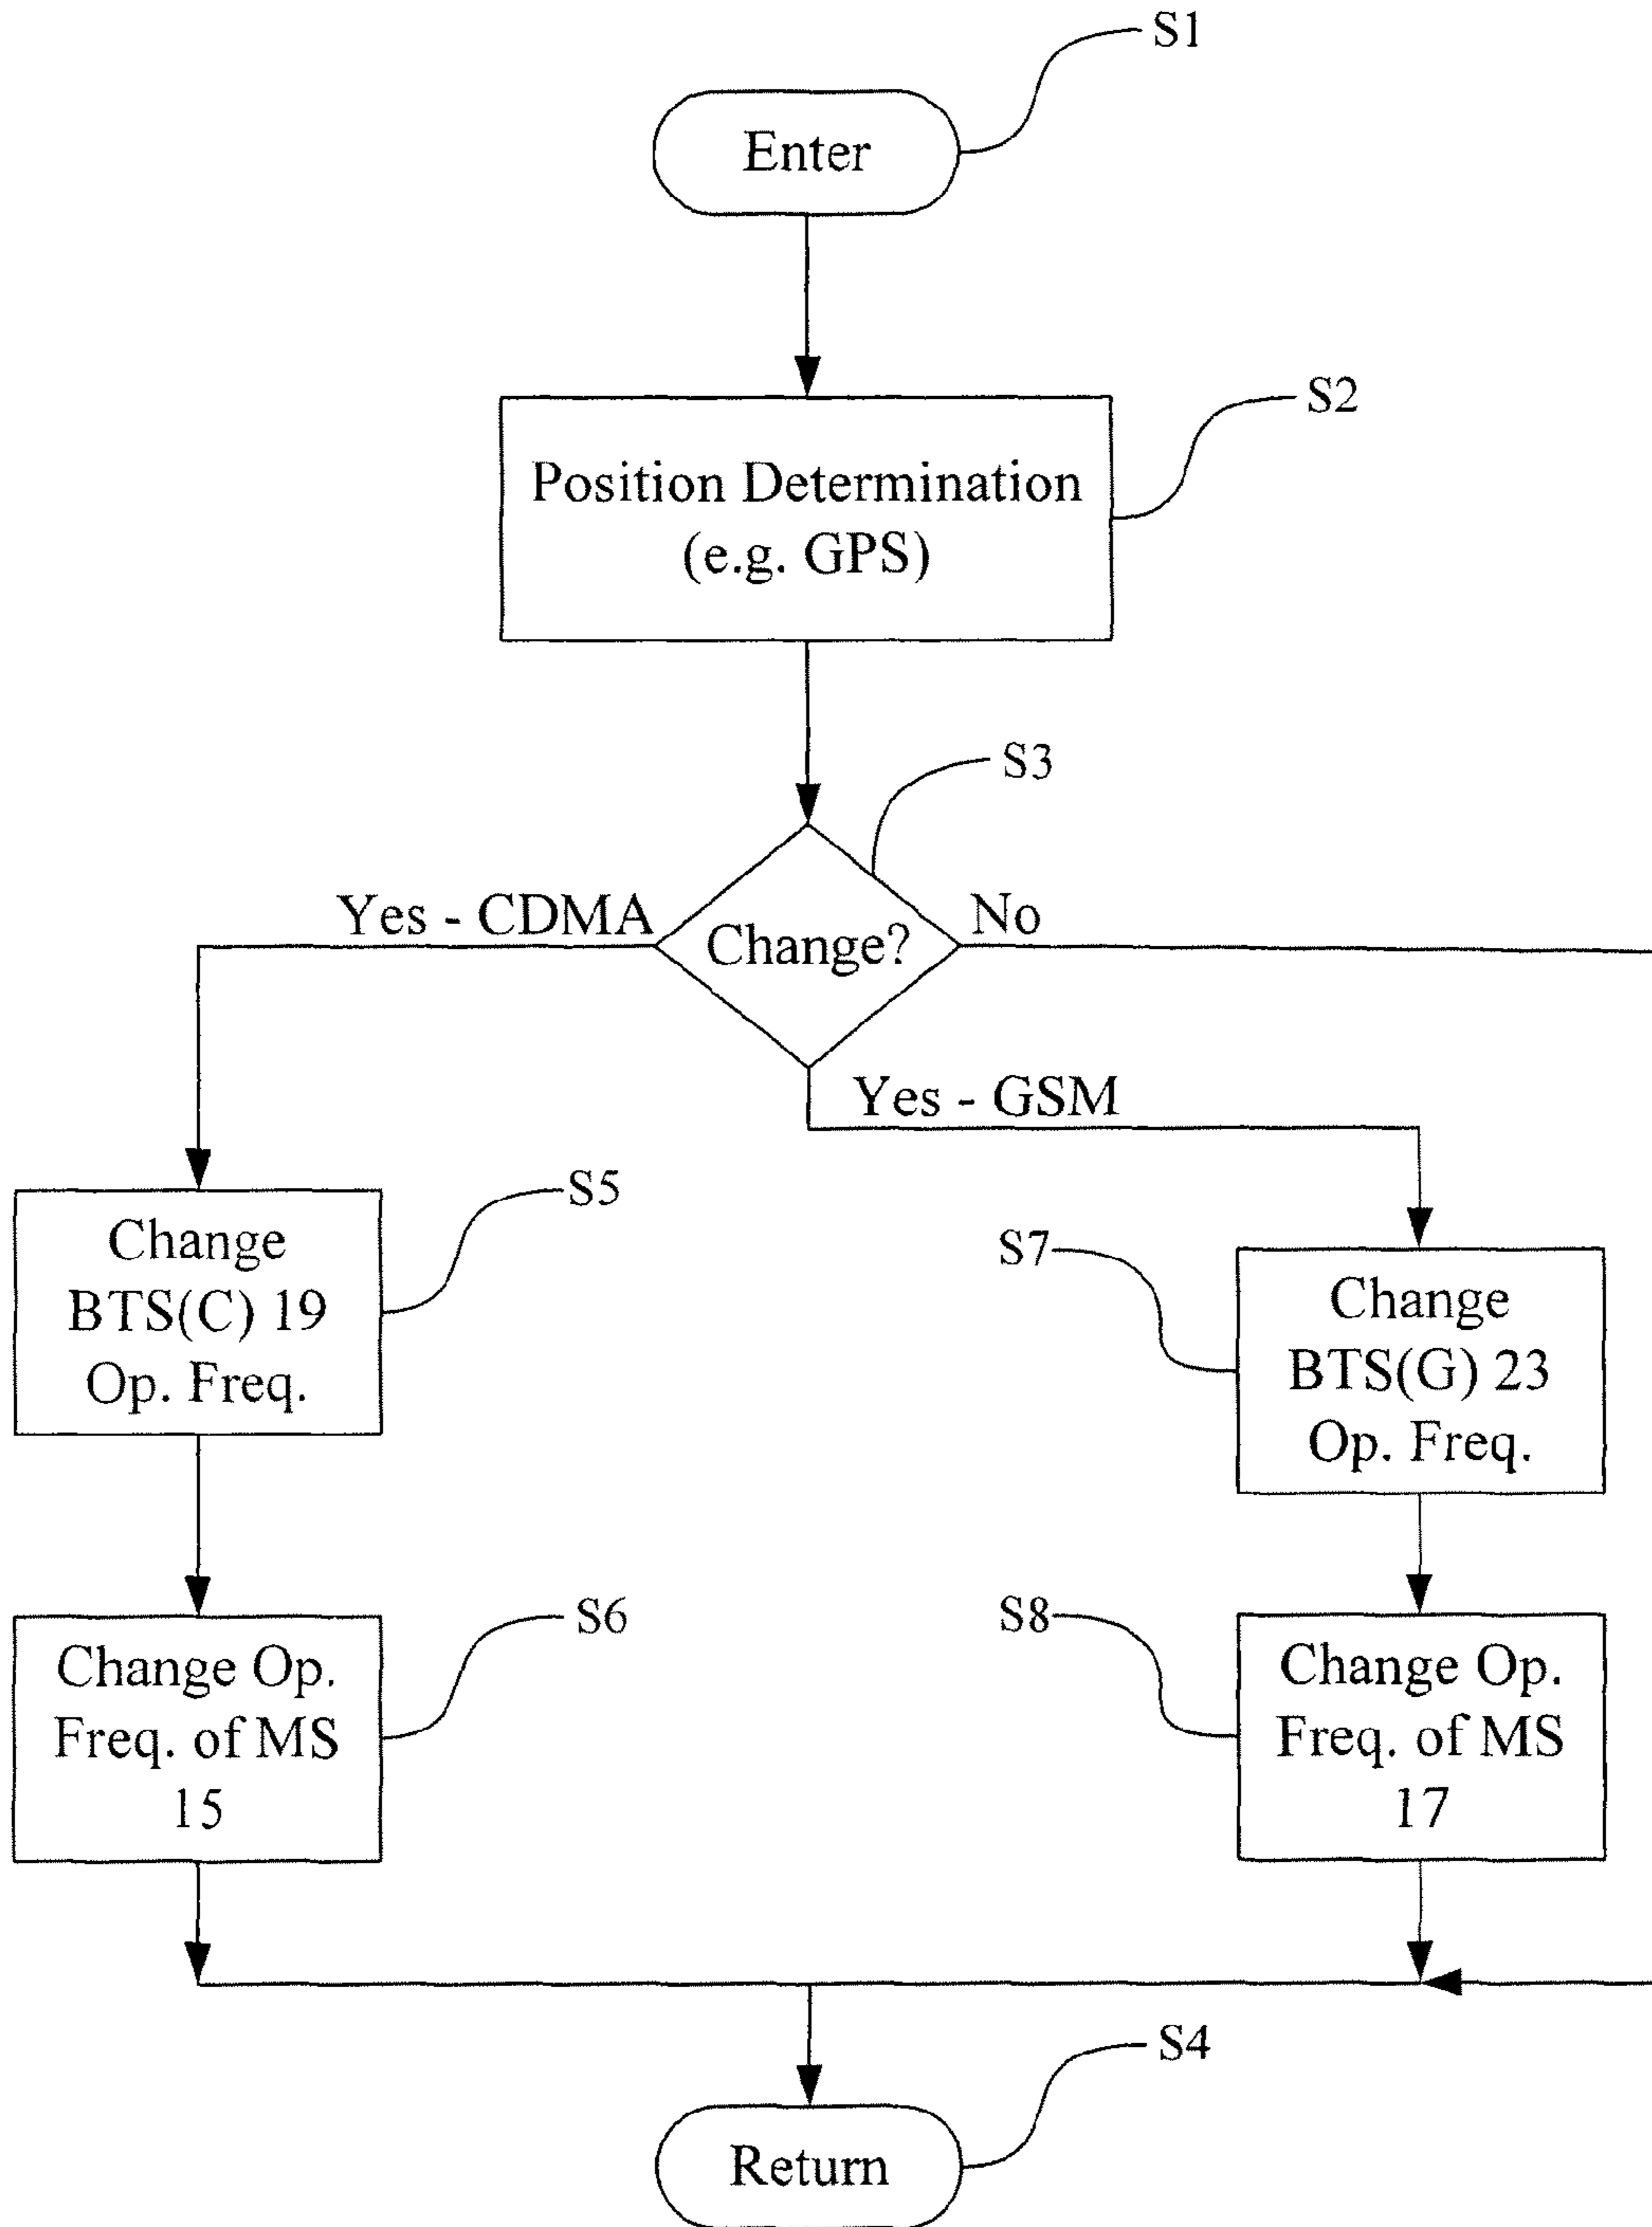 S1
Enter
S2
Position Determination
(e.g. GPS)
S3
Yes - CDMA
Change?
No
Yes - GSM
S5
Change
BTS(C) 19
Op. Freq.
S7
Change
BTS(G) 23
Op. Freq.
S6
Change Op.
Freq. of MS
15
S8
Change Op.
Freq. of MS
17
S4
Return